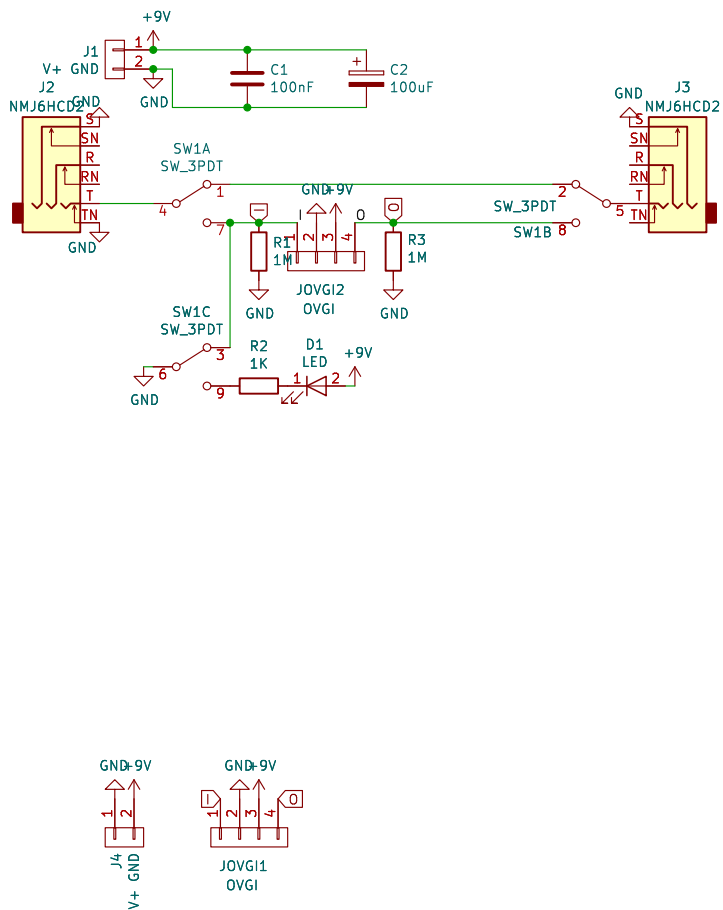 +9V
J1
1
V+ GND
2
GND
+
C1
100nF
C2
100uF
J2
NMJ6HCD2
GND
S
SN
R
RN
T
TN
GND
J3
NMJ6HCD2
GND
S
SN
R
RN
T
TN
SW1A
SW_3PDT
1
4
7
SW_3PDT
SW1B
2
5
8
I
R1
1M
GND
I
GND
+9V
O
1
2
3
4
JOVGI2
OVGI
O
R3
1M
GND
SW1C
SW_3PDT
3
6
9
GND
R2
1K
D1
LED
1
2
+9V
GND
+9V
1
2
J4
V+ GND
GND
+9V
I
O
1
2
3
4
JOVGI1
OVGI